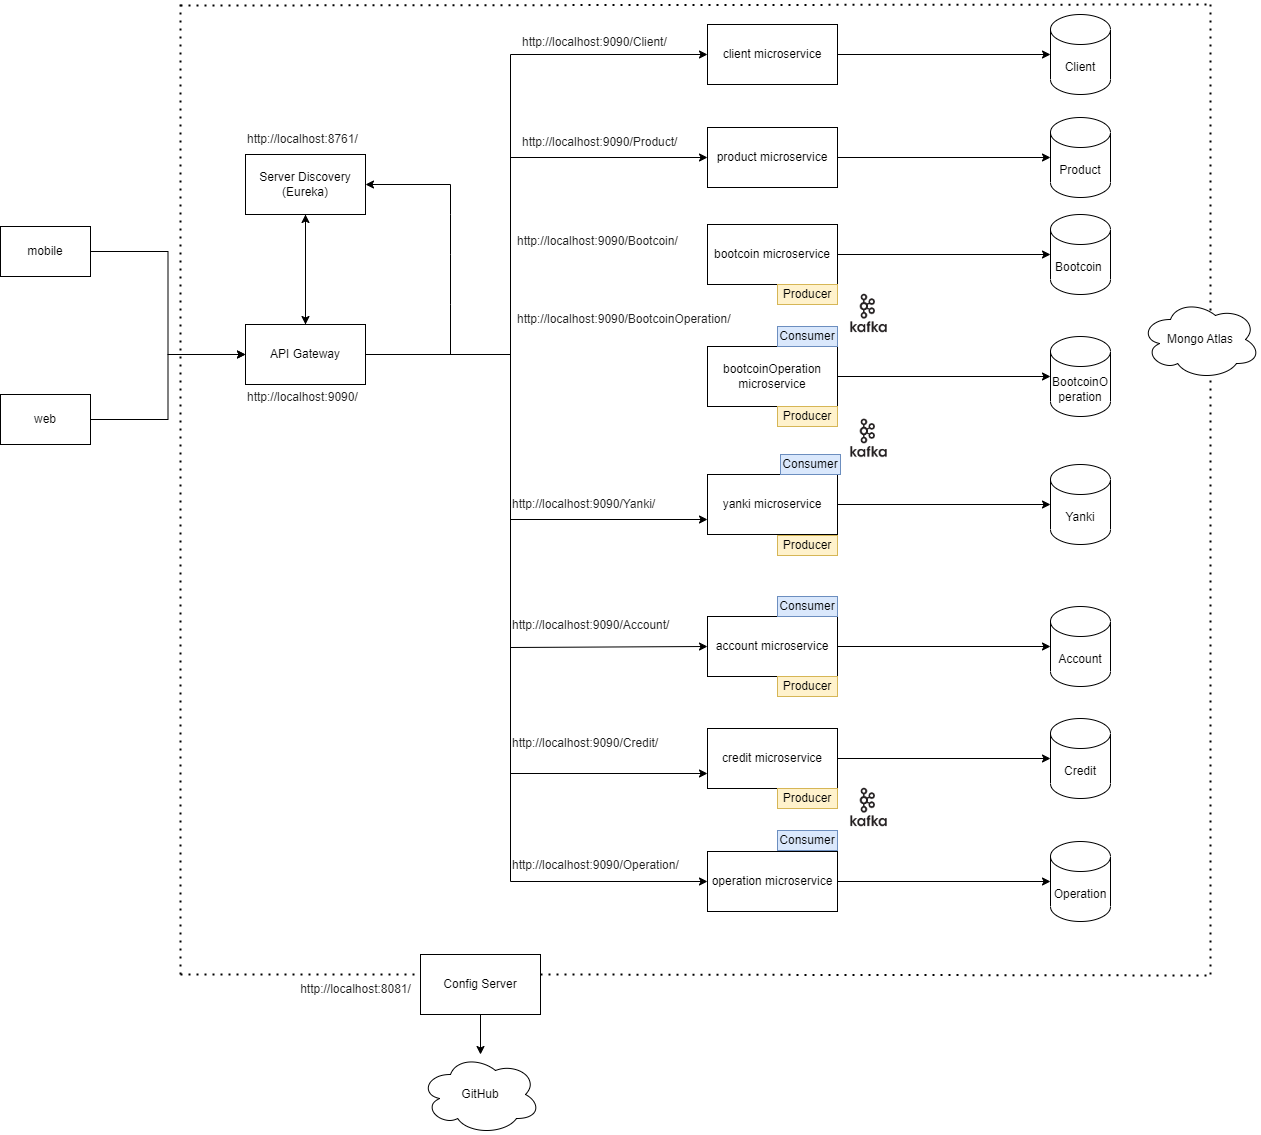 http://localhost:9090/Client/
client microservice
Client
http://localhost:8761/
Server Discovery
(Eureka)
http://localhost:9090/Product/
product microservice
Product
mobile
http://localhost:9090/Bootcoin/
bootcoin microservice
Bootcoin
Producer
kafka
http://localhost:9090/BootcoinOperation/
Consumer
Mongo Atlas
API Gateway
http://localhost:9090/
bootcoinOperation
microservice
BootcoinO
peration
Producer
web
kafka
Consumer
http://localhost:9090/Yanki/
yanki microservice
Yanki
Producer
Consumer
http://localhost:9090/Account/
account microservice
Account
Producer
http://localhost:9090/Credit/
credit microservice
Credit
Producer
kafka
Consumer
http://localhost:9090/Operation/
operation microservice
Operation
http://localhost:8081/
Config Server
GitHub